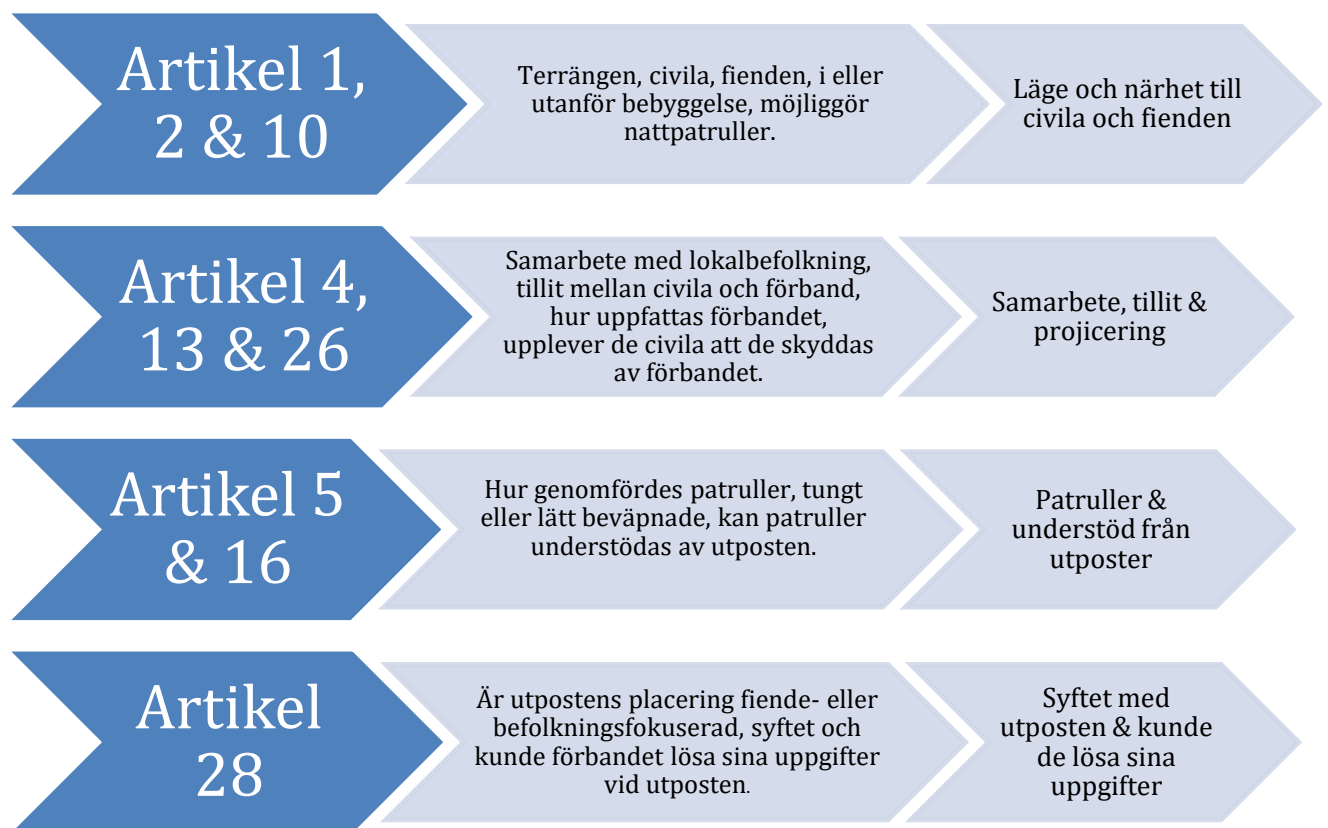 Artikel 1,
2 & 10
Terrängen, civila, fienden, i eller
utanför bebyggelse, möjliggör
nattpatruller.
Läge och närhet till
civila och fienden
Artikel 4,
13 & 26
Samarbete med lokalbefolkning,
tillit mellan civila och förband,
hur uppfattas förbandet,
upplever de civila att de skyddas
av förbandet.
Samarbete, tillit &
projicering
Artikel 5
& 16
Hur genomfördes patruller, tungt
eller lätt beväpnade, kan patruller
understödas av utposten.
Patruller &
understöd från
utposter
Artikel
28
Är utpostens placering fiende- eller
befolkningsfokuserad, syftet och
kunde förbandet lösa sina uppgifter
vid utposten.
Syftet med
utposten & kunde
de lösa sina
uppgifter